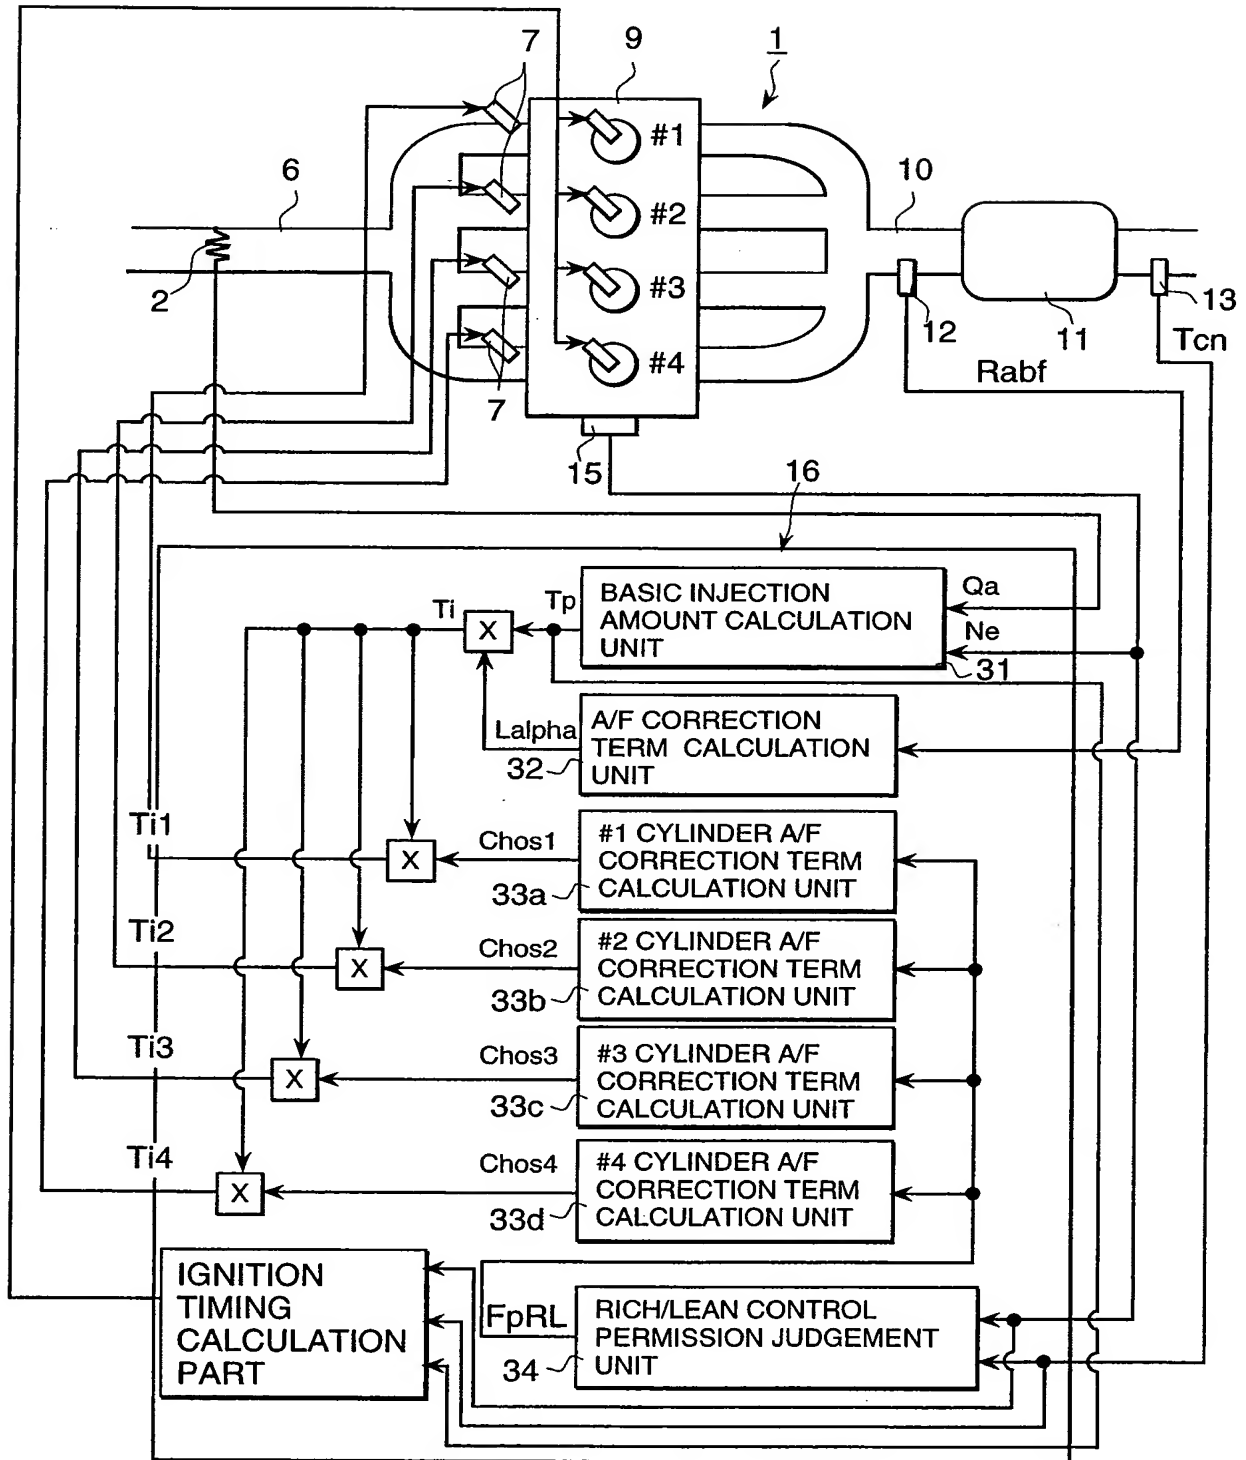 7
9
1
#1
6
10
#2
2
#3
12
11
13
#4
Tcn
7
Rabf
15
16
BASIC INJECTION
AMOUNT CALCULATION
UNIT
Qa
Ti
Tp
X
Ne
31
A/F CORRECTION
TERM CALCULATION
UNIT
Lalpha
32
Ti1
#1 CYLINDER A/F
CORRECTION TERM
CALCULATION UNIT
Chos1
X
33a
Ti2
#2 CYLINDER A/F
CORRECTION TERM
CALCULATION UNIT
Chos2
X
33b
Ti3
#3 CYLINDER A/F
CORRECTION TERM
CALCULATION UNIT
Chos3
X
33c
Ti4
#4 CYLINDER A/F
CORRECTION TERM
CALCULATION UNIT
Chos4
X
33d
IGNITION
TIMING
CALCULATION
PART
FpRL
RICH/LEAN CONTROL
PERMISSION JUDGEMENT
UNIT
34